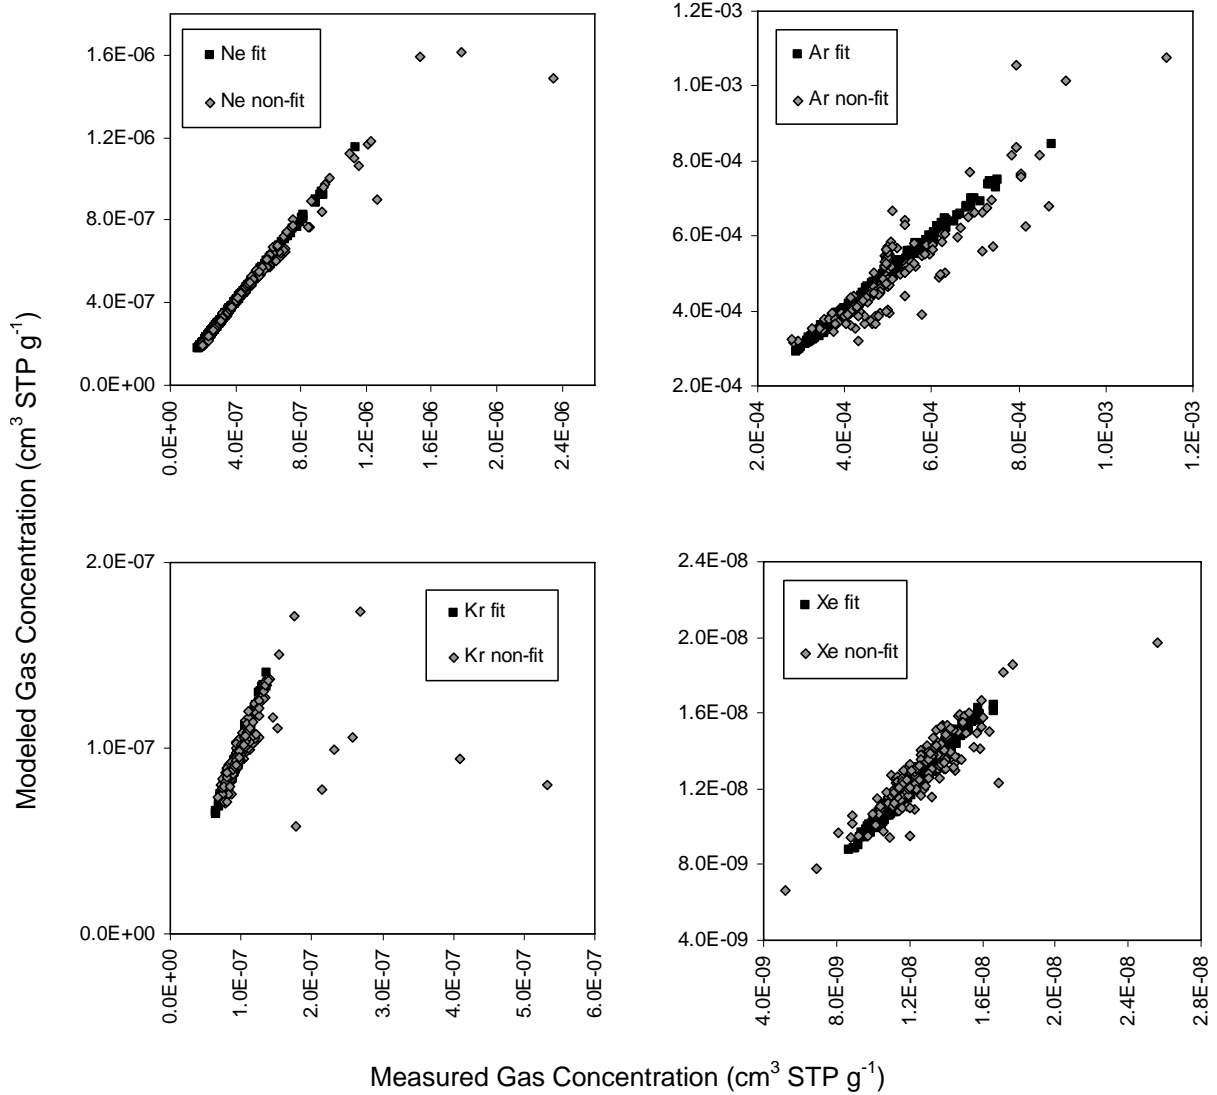 Modeled Gas Concentration (cm³ STP g⁻¹)
1.6E-06
1.2E-06
8.0E-07
4.0E-07
0.0E+00
Ne fit
Ne non-fit
0.0E+00
4.0E-07
8.0E-07
1.2E-06
1.6E-06
2.0E-06
2.4E-06
1.2E-03
1.0E-03
8.0E-04
6.0E-04
4.0E-04
2.0E-04
Ar fit
Ar non-fit
2.0E-04
4.0E-04
6.0E-04
8.0E-04
1.0E-03
1.2E-03
2.0E-07
1.0E-07
0.0E+00
Kr fit
Kr non-fit
0.0E+00
1.0E-07
2.0E-07
3.0E-07
4.0E-07
5.0E-07
6.0E-07
2.4E-08
2.0E-08
1.6E-08
1.2E-08
8.0E-09
4.0E-09
Xe fit
Xe non-fit
4.0E-09
8.0E-09
1.2E-08
1.6E-08
2.0E-08
2.4E-08
2.8E-08
Measured Gas Concentration (cm³ STP g⁻¹)